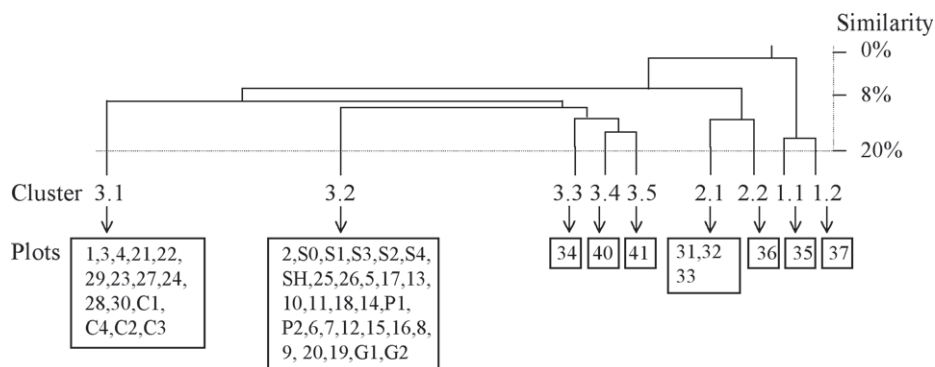 Similarity
0%
8%
20%
Cluster 3.1 3.2 3.3 3.4 3.5 2.1 2.2 1.1 1.2
Plots
1,3,4,21,22,
29,23,27,24,
28,30,C1,
C4,C2,C3
2,S0,S1,S3,S2,S4,
SH,25,26,5,17,13,
10,11,18,14,P1,
P2,6,7,12,15,16,8,
9, 20,19,G1,G2
34
40
41
31,32
33
36
35
37